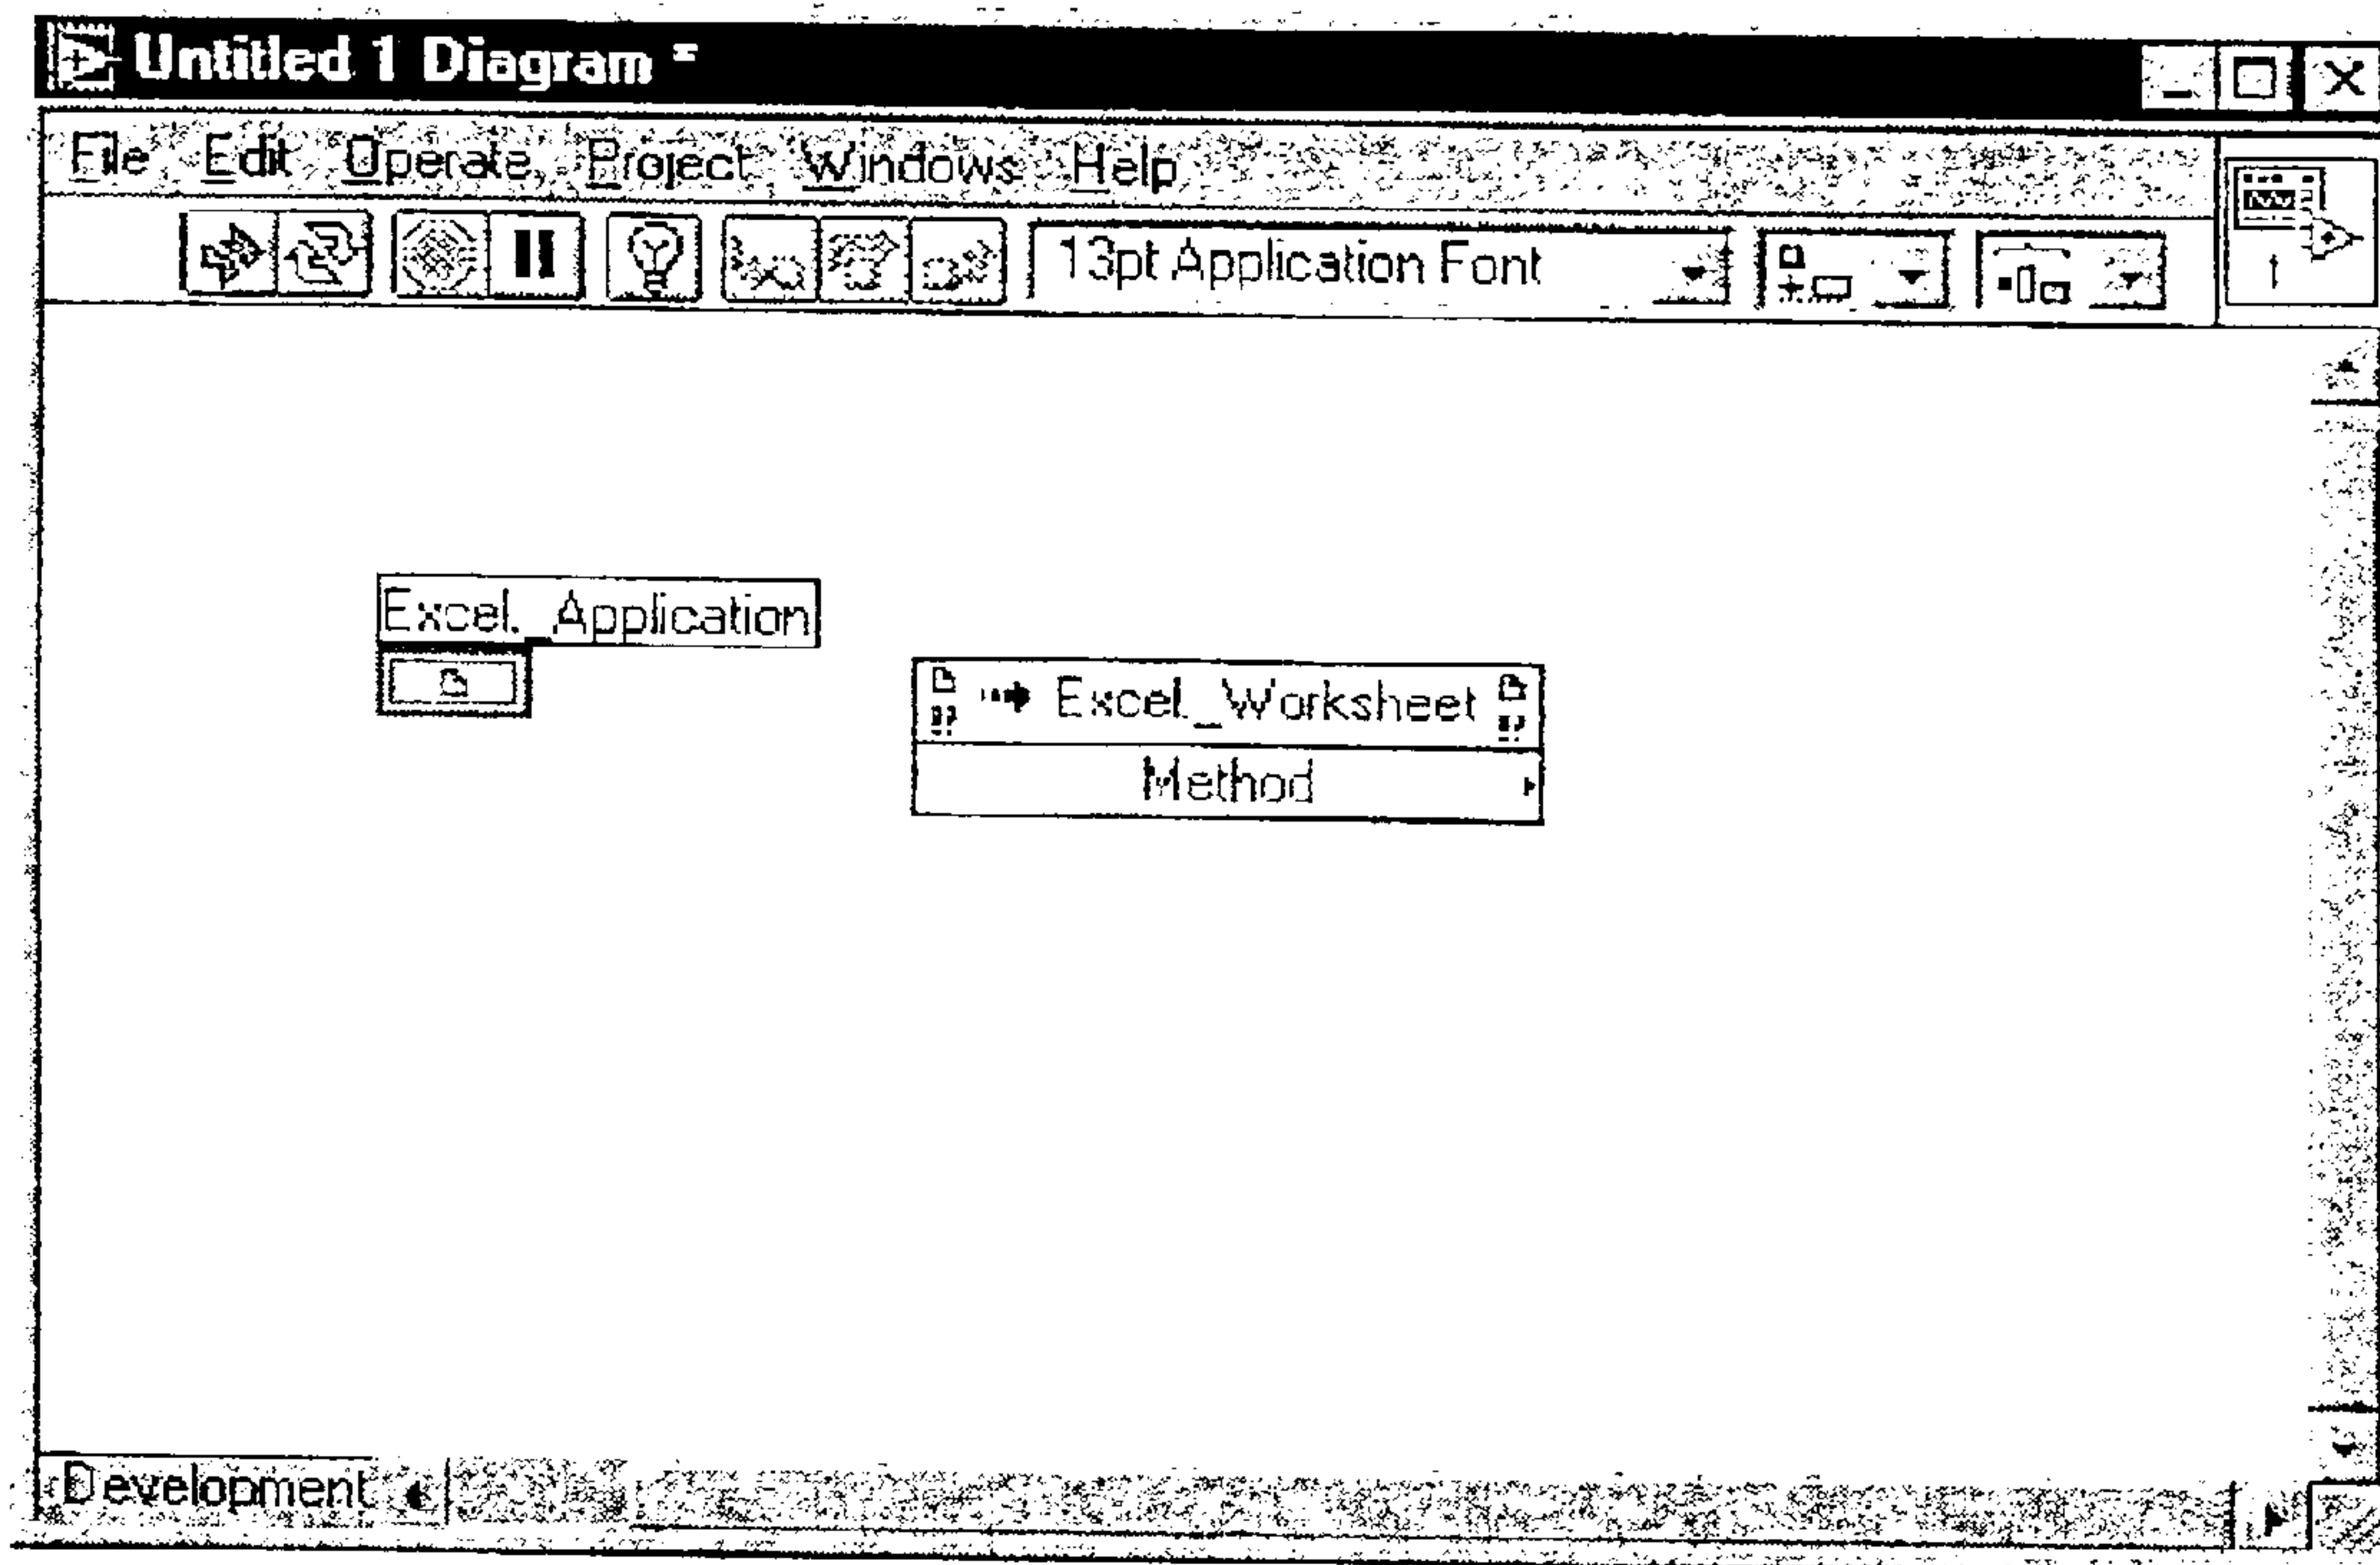 Untitled 1 Diagram *
File Edit Operate Project Windows Help
13pt Application Font
Excel._Application
Excel._Worksheet
Method
Development